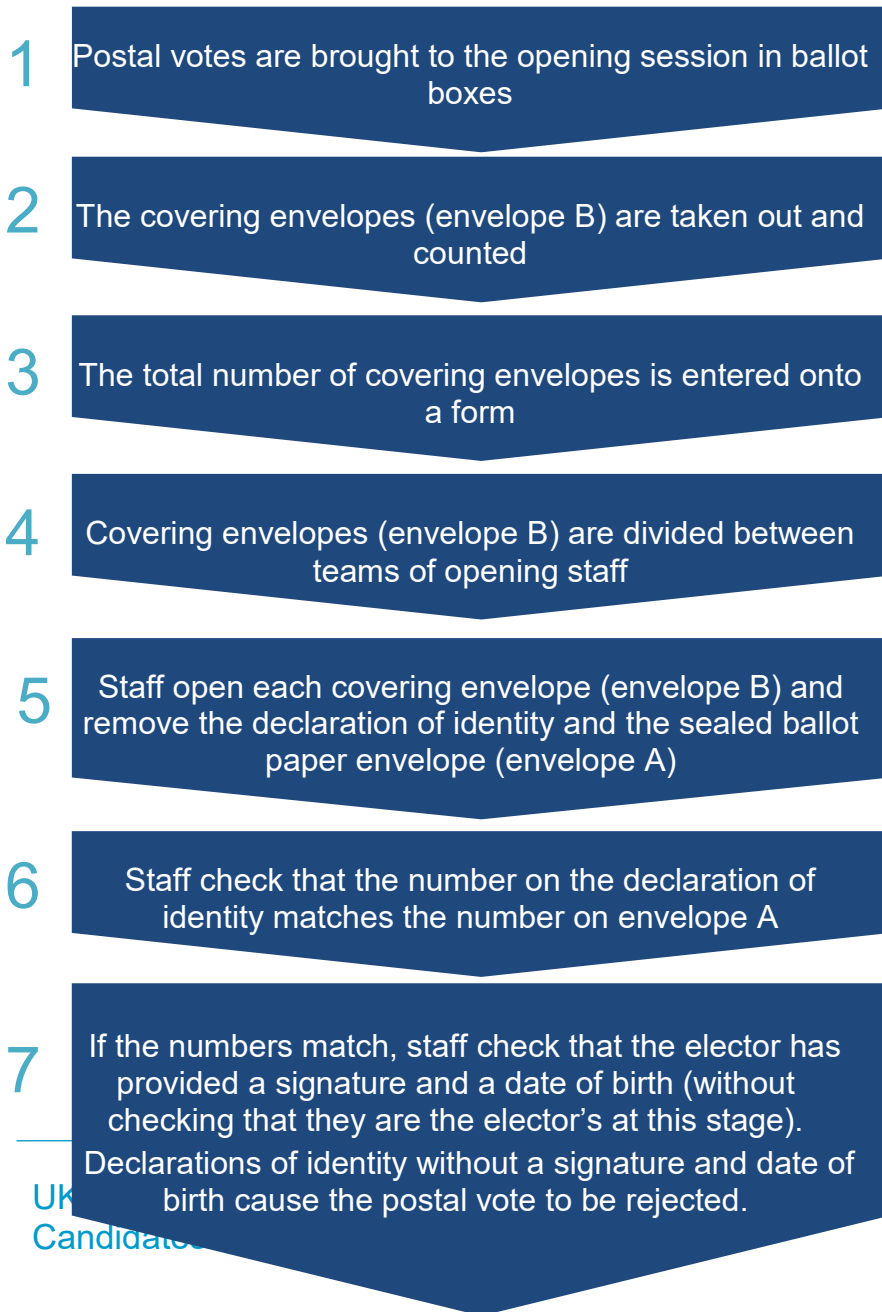 1
Postal votes are brought to the opening session in ballot
boxes
2
The covering envelopes (envelope B) are taken out and
counted
3
The total number of covering envelopes is entered onto
a form
4
Covering envelopes (envelope B) are divided between
teams of opening staff
5
Staff open each covering envelope (envelope B) and
remove the declaration of identity and the sealed ballot
paper envelope (envelope A)
6
Staff check that the number on the declaration of
identity matches the number on envelope A
7
If the numbers match, staff check that the elector has
provided a signature and a date of birth (without
checking that they are the elector’s at this stage).
Declarations of identity without a signature and date of
birth cause the postal vote to be rejected.
UK
Candidates